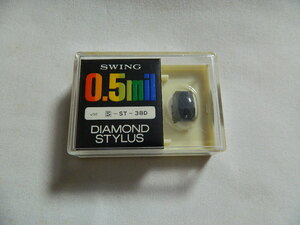 SWING
0.5mil
S-ST-38D
DIAMOND
STYLUS